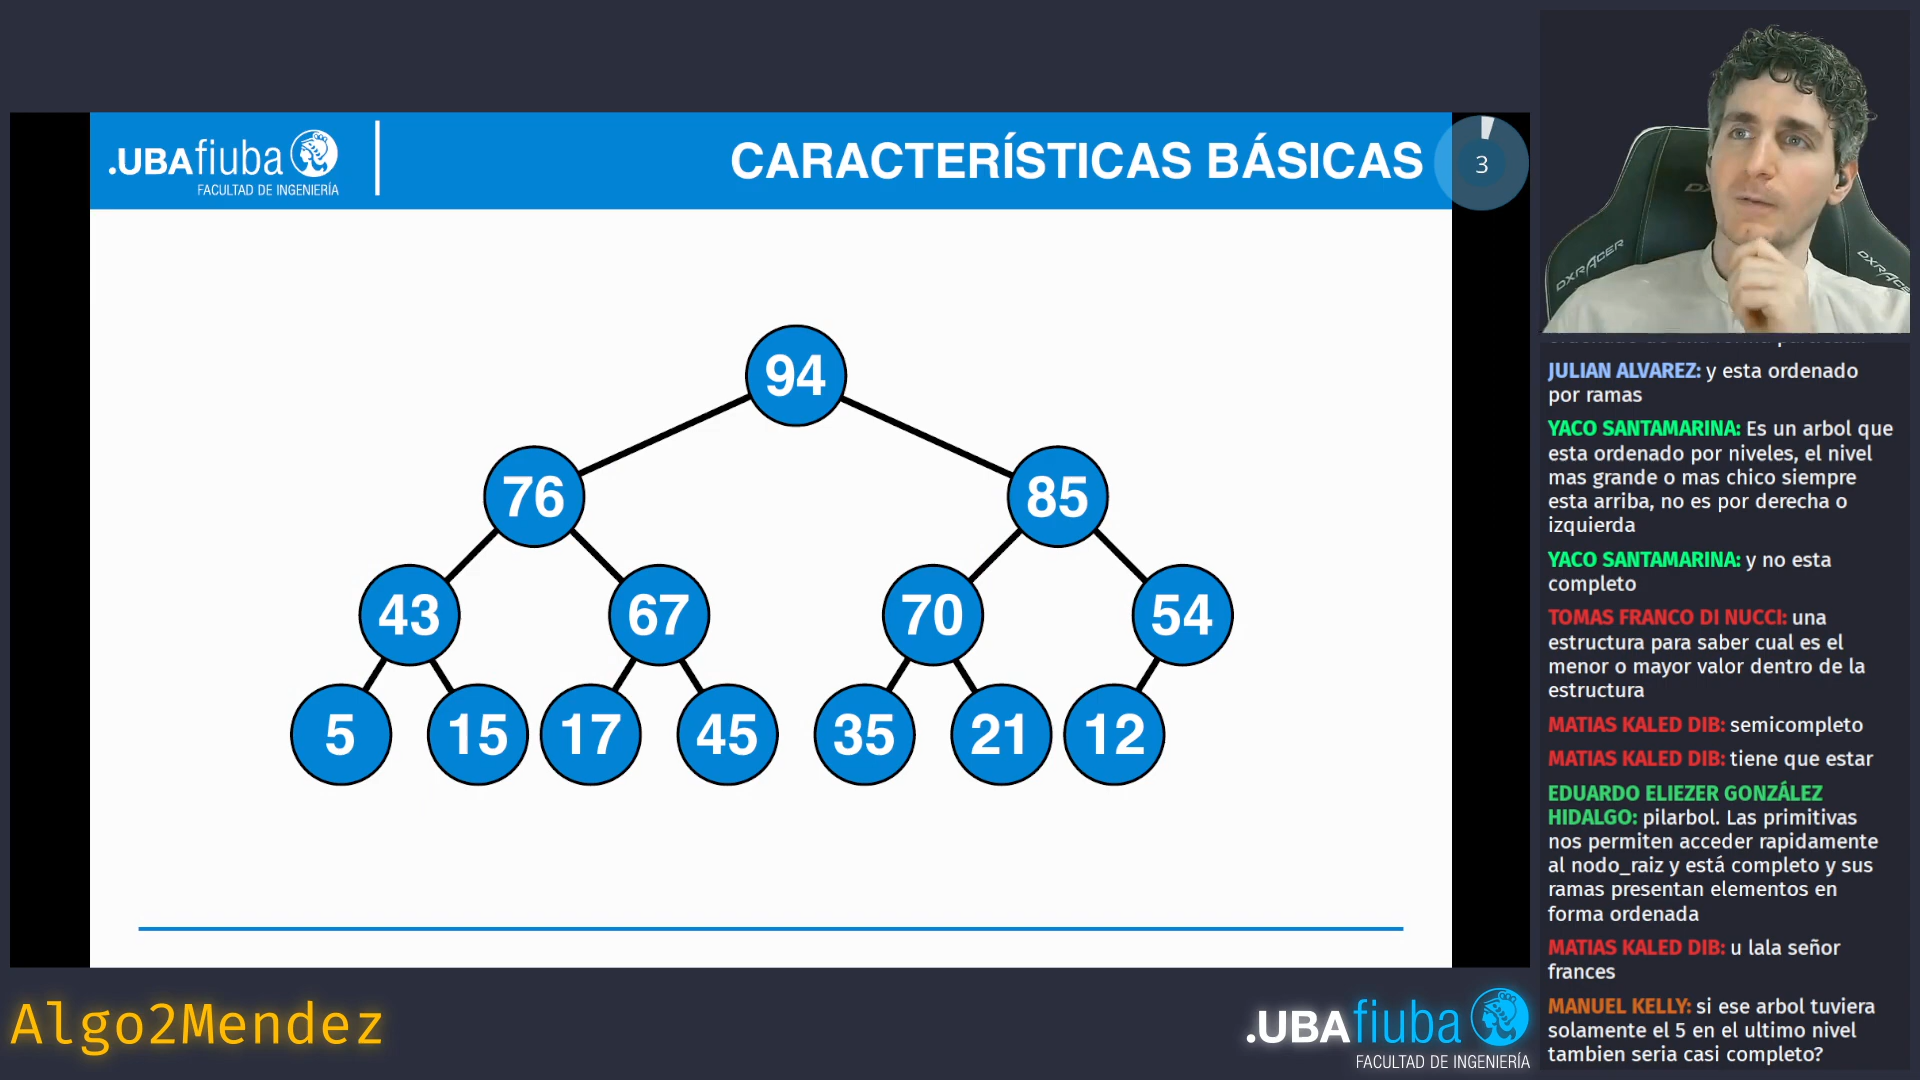 .UBAfiuba
FACULTAD DE INGENIERÍA
CARACTERÍSTICAS BÁSICAS
3
94
76
85
43
67
70
54
5
15
17
45
35
21
12
DXRACER
JULIAN ALVAREZ: y esta ordenado
por ramas
YACO SANTAMARINA: Es un arbol que
esta ordenado por niveles, el nivel
mas grande o mas chico siempre
esta arriba, no es por derecha o
izquierda
YACO SANTAMARINA: y no esta
completo
TOMAS FRANCO DI NUCCI: una
estructura para saber cual es el
menor o mayor valor dentro de la
estructura
MATIAS KALED DIB: semicompleto
MATIAS KALED DIB: tiene que estar
EDUARDO ELIEZER GONZÁLEZ
HIDALGO: pilarbol. Las primitivas
nos permiten acceder rapidamente
al nodo_raiz y está completo y sus
ramas presentan elementos en
forma ordenada
MATIAS KALED DIB: u lala señor
frances
MANUEL KELLY: si ese arbol tuviera
solamente el 5 en el ultimo nivel
tambien seria casi completo?
Algo2Mendez
.UBAfiuba
FACULTAD DE INGENIERÍA